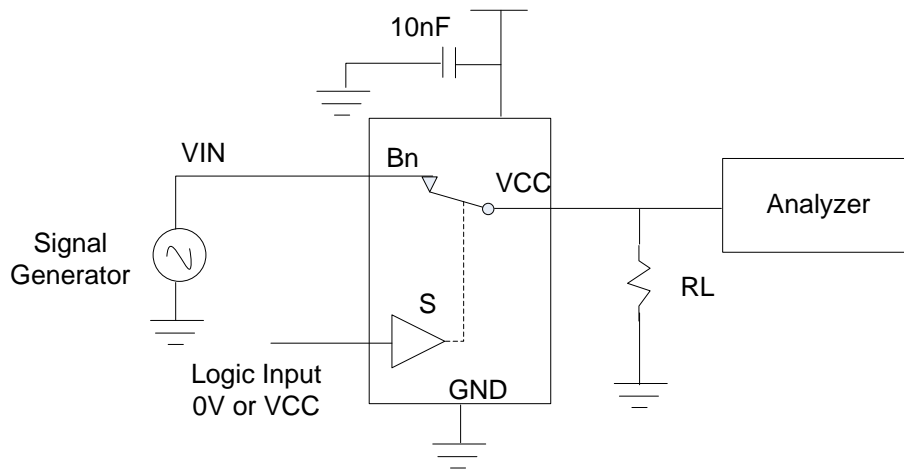 10nF
VIN
Bn
VCC
Analyzer
Signal
Generator
S
RL
Logic Input
0V or VCC
GND